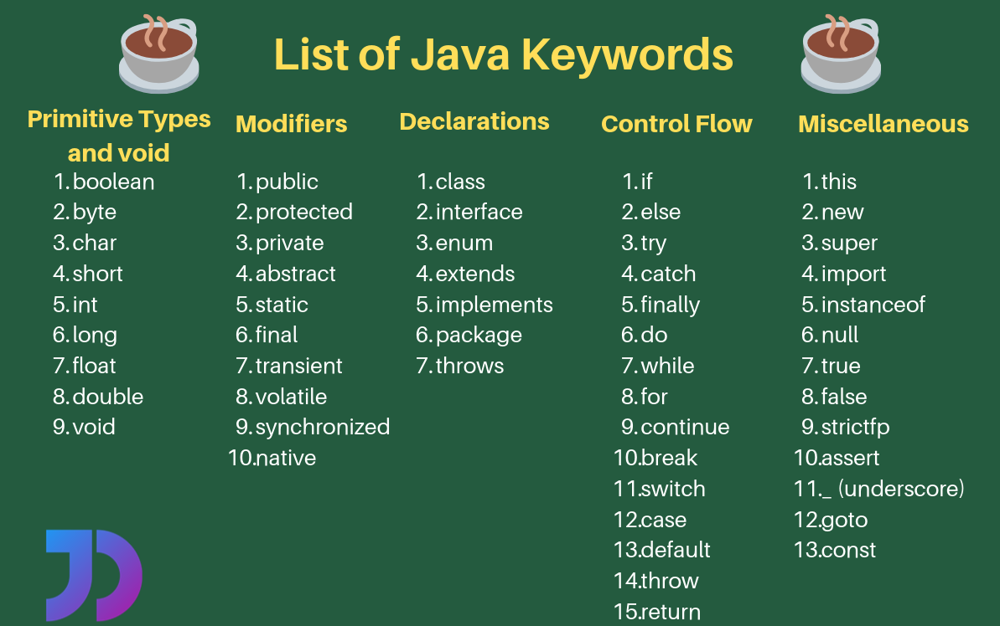 List of Java Keywords
Primitive Types
and void
1. boolean
2. byte
3. char
4. short
5. int
6. long
7. float
8. double
9. void
Modifiers
1. public
2. protected
3. private
4. abstract
5. static
6. final
7. transient
8. volatile
9. synchronized
10. native
Declarations
1. class
2. interface
3. enum
4. extends
5. implements
6. package
7. throws
Control Flow
1. if
2. else
3. try
4. catch
5. finally
6. do
7. while
8. for
9. continue
10. break
11. switch
12. case
13. default
14. throw
15. return
Miscellaneous
1. this
2. new
3. super
4. import
5. instanceof
6. null
7. true
8. false
9. strictfp
10. assert
11. _ (underscore)
12. goto
13. const
JD